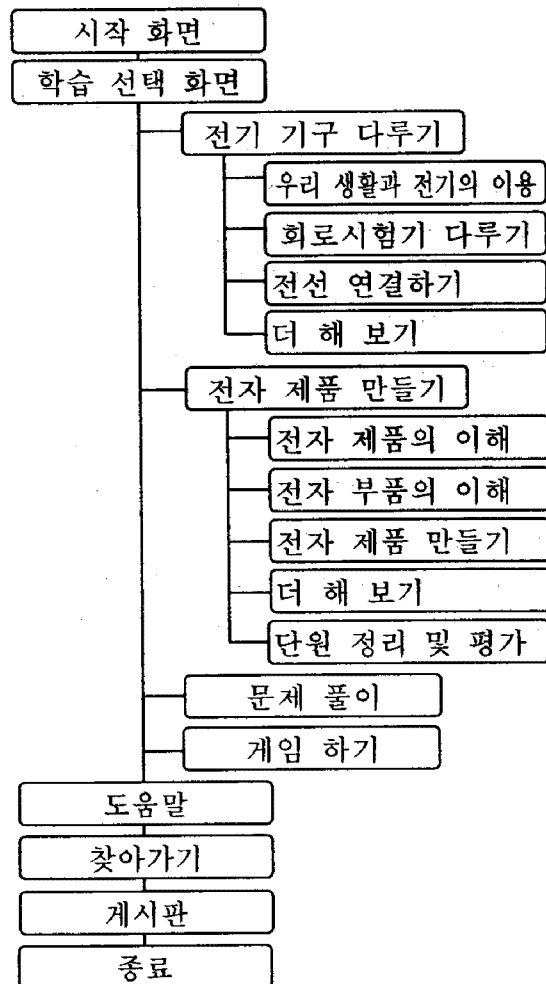 시작 화면
학습 선택 화면
전기 기구 다루기
우리 생활과 전기의 이용
회로시험기 다루기
전선 연결하기
더 해 보기
전자 제품 만들기
전자 제품의 이해
전자 부품의 이해
전자 제품 만들기
더 해 보기
단원 정리 및 평가
문제 풀이
게임 하기
도움말
찾아가기
게시판
종료